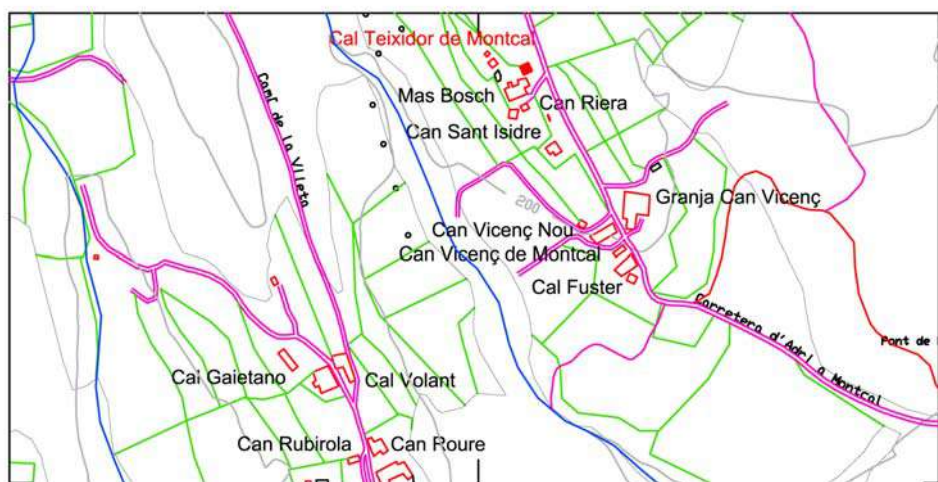 Cal Teixidor de Montcal
Mas Bosch
Can Riera
Can Sant Isidre
Camí de la Vileta
200
Granja Can Vicenç
Can Vicenç Nou
Can Vicenç de Montcal
Cal Fuster
Carretera d'Adri a Montcal
Pont de
Cai Gaietano
Cal Volant
Can Rubirola
Can Roure